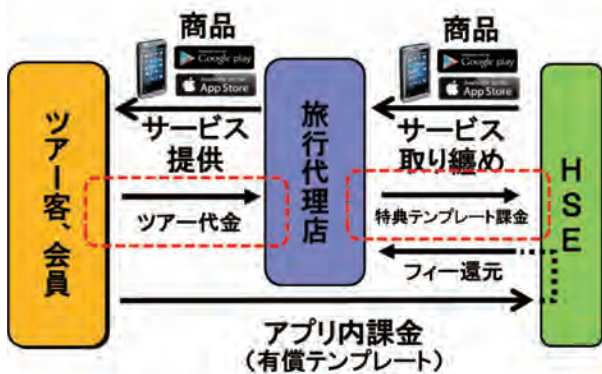 商品
商品
Google play
App Store
Google play
App Store
ツアー客、会員
サービス
提供
旅行代理店
サービス
取り纏め
HSE
ツアー代金
特典テンプレート課金
フィー還元
アプリ内課金
（有償テンプレート）